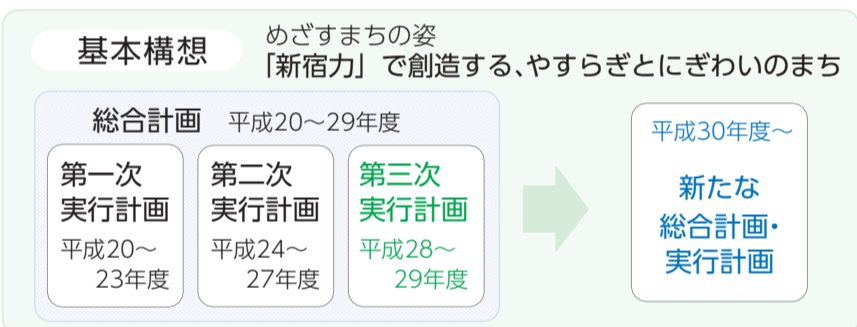 基本構想
めざすまちの姿
「新宿力」で創造する、やすらぎとにぎわいのまち
総合計画 平成20〜29年度
第一次
実行計画
平成20〜
23年度
第二次
実行計画
平成24〜
27年度
第三次
実行計画
平成28〜
29年度
平成30年度〜
新たな
総合計画・
実行計画